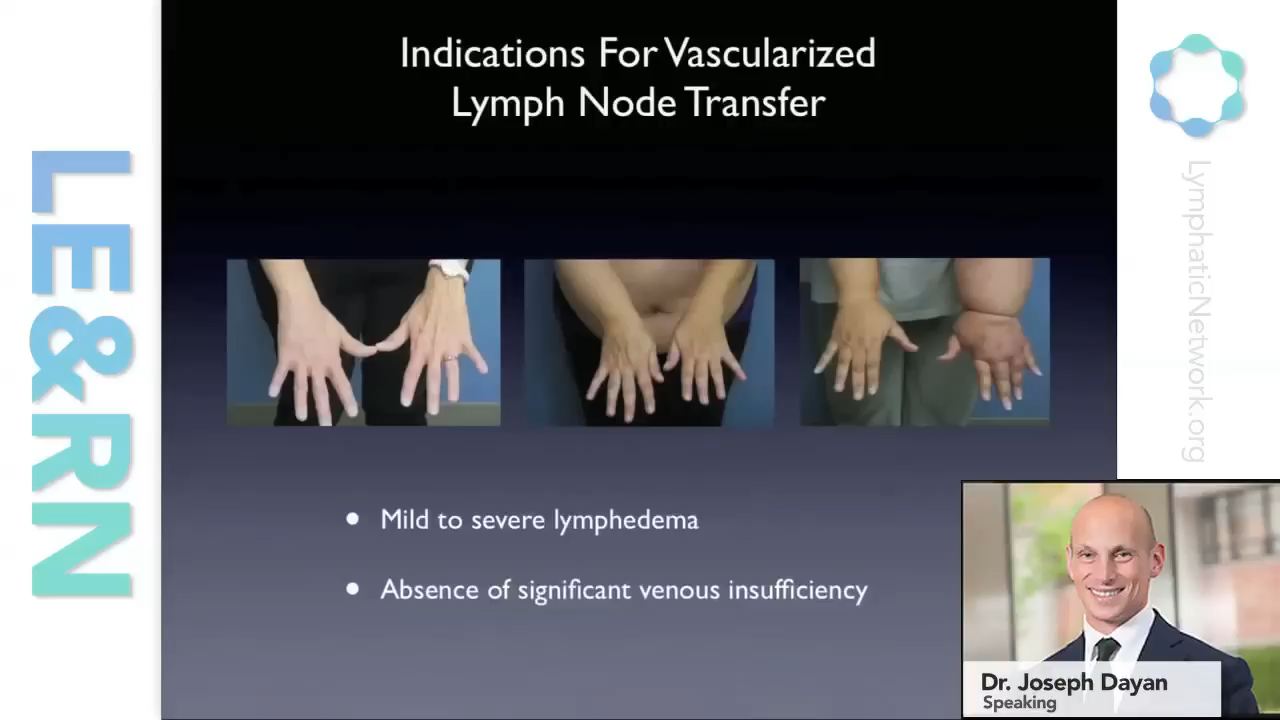 Indications For Vascularized
Lymph Node Transfer
LE&RN
LymphaticNetwork.org
• Mild to severe lymphedema
• Absence of significant venous insufficiency
Dr. Joseph Dayan
Speaking